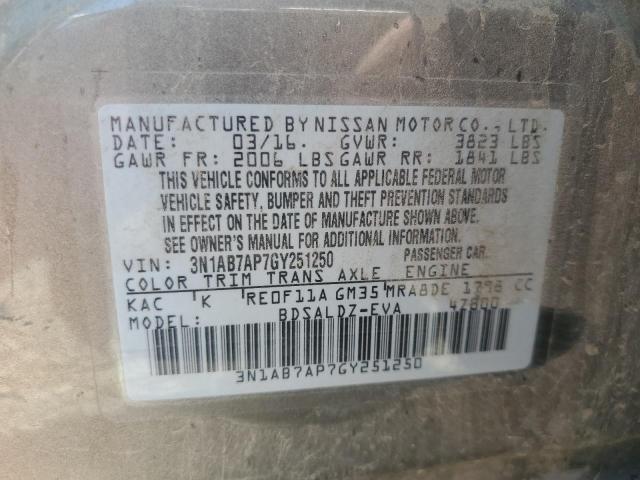 MANUFACTURED BY NISSAN MOTOR CO., LTD.
DATE: 03/16. GVWR: 3823 LBS
GAWR FR: 2006 LBS GAWR RR: 1841 LBS
THIS VEHICLE CONFORMS TO ALL APPLICABLE FEDERAL MOTOR
VEHICLE SAFETY, BUMPER AND THEFT PREVENTION STANDARDS
IN EFFECT ON THE DATE OF MANUFACTURE SHOWN ABOVE.
SEE OWNER'S MANUAL FOR ADDITIONAL INFORMATION.
VIN: 3N1AB7AP7GY251250 PASSENGER CAR.
COLOR TRIM TRANS AXLE ENGINE
KAC K RE0F11A GM35 MRA8DE 1798 CC
MODEL: BDSALDZ-EVA 47800
3N1AB7AP7GY251250